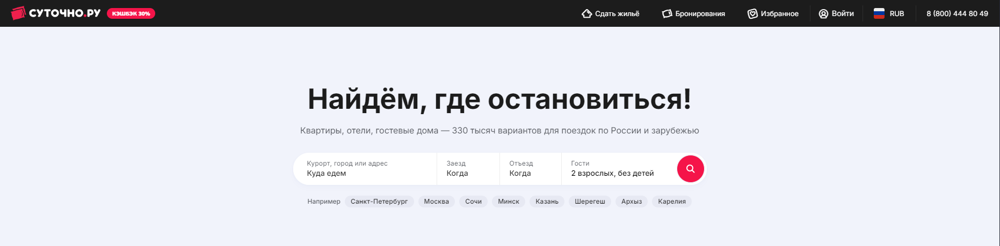 СУТОЧНО.РУ КЭШБЭК 30% Сдать жильё Бронирования Избранное Войти RUB 8 (800) 444 80 49
Найдём, где остановиться!
Квартиры, отели, гостевые дома — 330 тысяч вариантов для поездок по России и зарубежью
Курорт, город или адрес Заезд Отъезд Гости
Куда едем Когда Когда 2 взрослых, без детей
Например Санкт-Петербург Москва Сочи Минск Казань Шерегеш Архыз Карелия